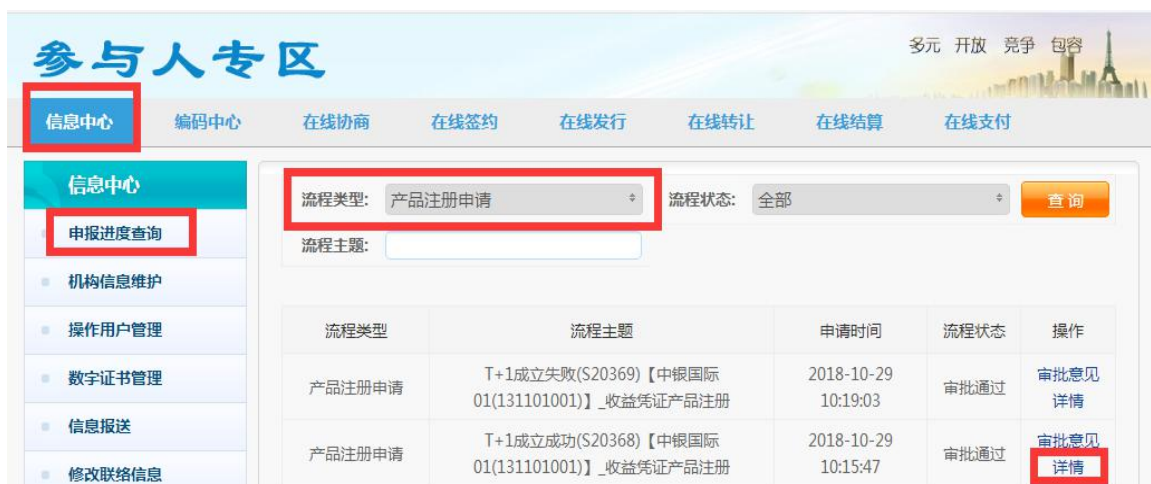 参与人专区
多元 开放 竞争 包容
信息中心 编码中心 在线协商 在线签约 在线发行 在线转让 在线结算 在线支付
信息中心
申报进度查询
机构信息维护
操作用户管理
数字证书管理
信息报送
修改联络信息
流程类型: 产品注册申请 流程状态: 全部 查询
流程主题:
流程类型 流程主题 申请时间 流程状态 操作
产品注册申请 T+1成立失败(S20369)【中银国际
01(131101001)】_收益凭证产品注册 2018-10-29
10:19:03 审批通过 审批意见
详情
产品注册申请 T+1成立成功(S20368)【中银国际
01(131101001)】_收益凭证产品注册 2018-10-29
10:15:47 审批通过 审批意见
详情